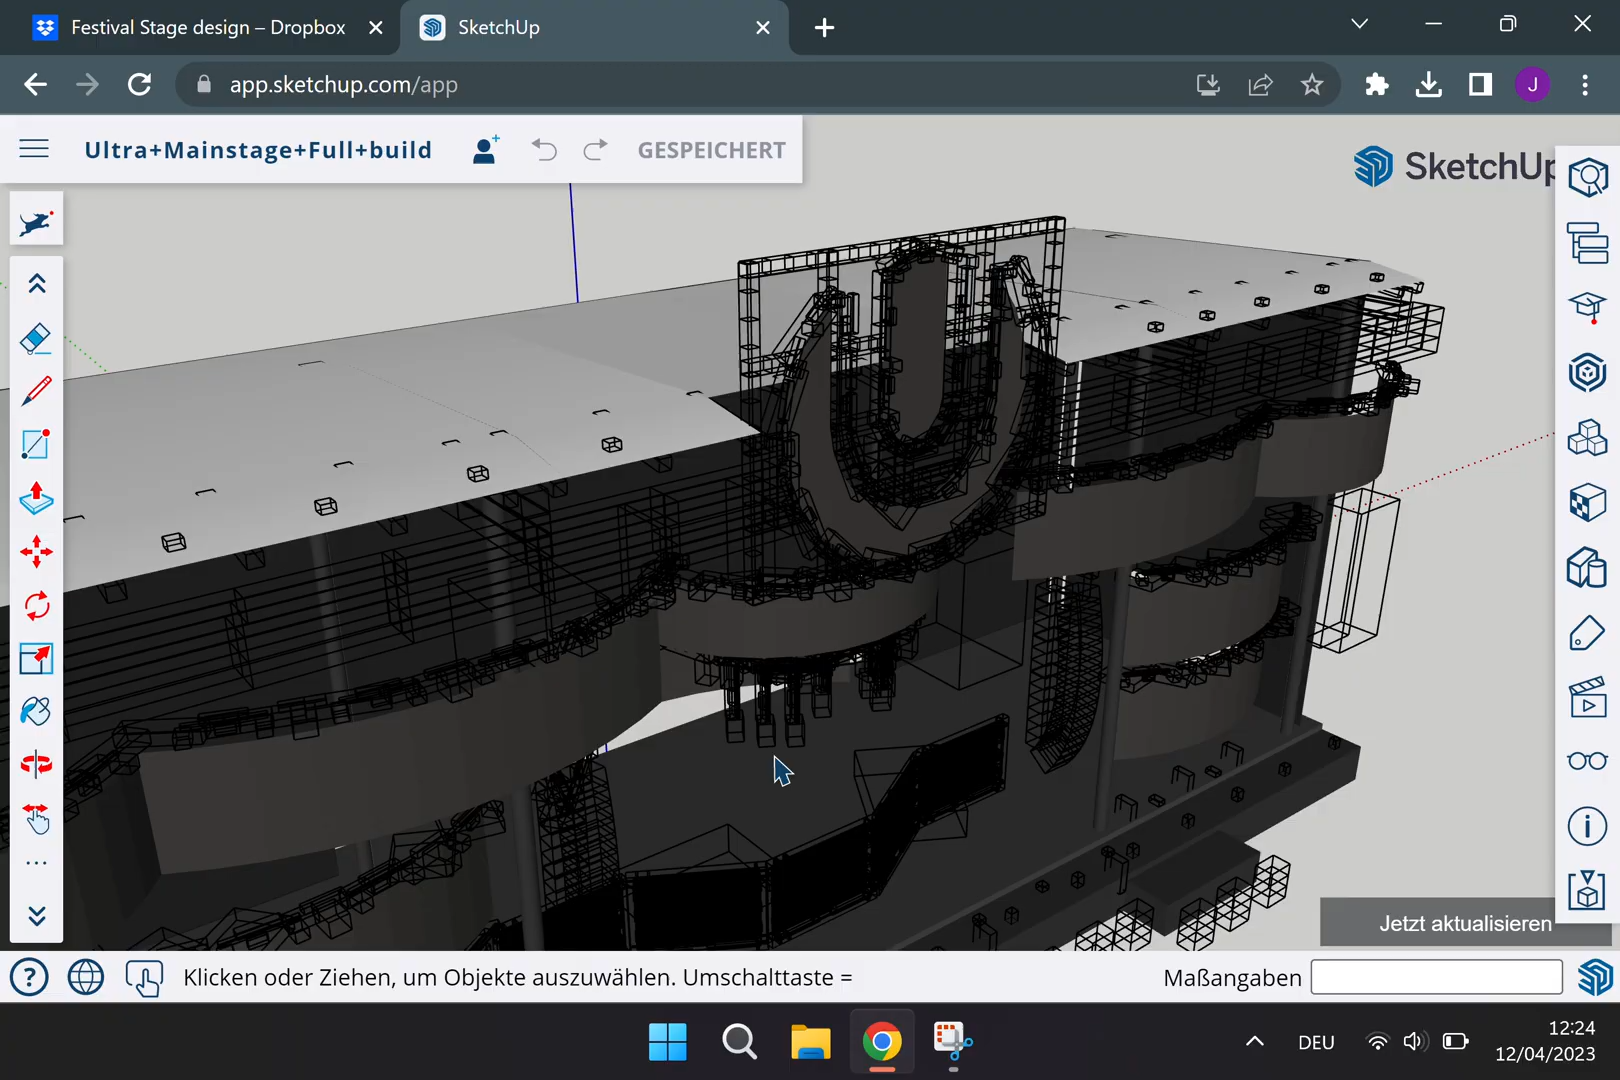 Festival Stage design – Dropbox
SketchUp
app.sketchup.com/app
J
Ultra+Mainstage+Full+build
GESPEICHERT
SketchUp
Jetzt aktualisieren
Klicken oder Ziehen, um Objekte auszuwählen. Umschalttaste =
Maßangaben
DEU
12:24
12/04/2023